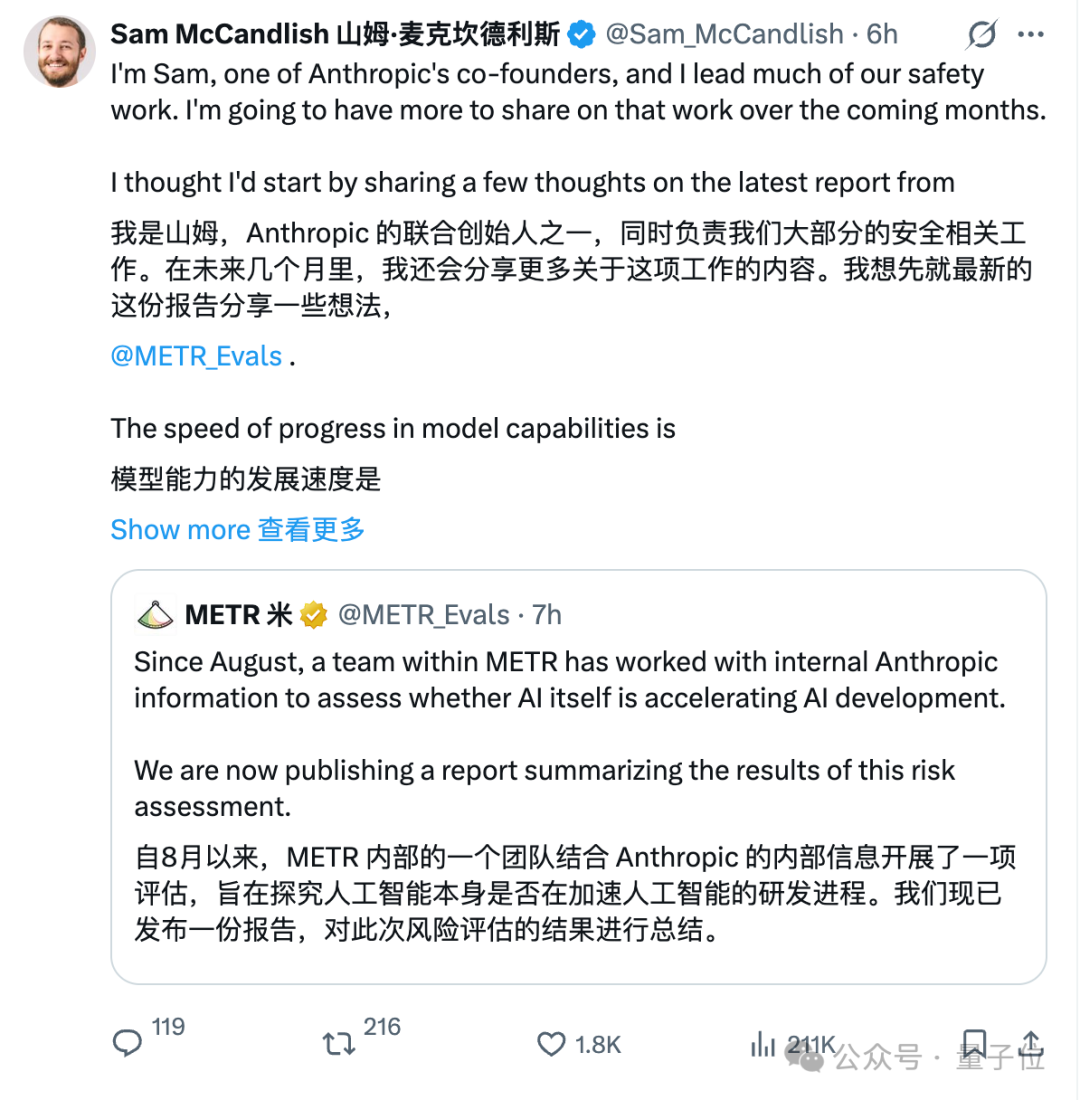 Sam McCandlish 山姆·麦克坎德利斯 @Sam_McCandlish · 6h
I'm Sam, one of Anthropic's co-founders, and I lead much of our safety
work. I'm going to have more to share on that work over the coming months.
I thought I'd start by sharing a few thoughts on the latest report from
我是山姆，Anthropic 的联合创始人之一，同时负责我们大部分的安全相关工
作。在未来几个月里，我还会分享更多关于这项工作的内容。我想先就最新的
这份报告分享一些想法，
@METR_Evals .
The speed of progress in model capabilities is
模型能力的发展速度是
Show more 查看更多
METR 米 @METR_Evals · 7h
Since August, a team within METR has worked with internal Anthropic
information to assess whether AI itself is accelerating AI development.
We are now publishing a report summarizing the results of this risk
assessment.
自8月以来，METR 内部的一个团队结合 Anthropic 的内部信息开展了一项
评估，旨在探究人工智能本身是否在加速人工智能的研发进程。我们现已
发布一份报告，对此次风险评估的结果进行总结。
119 216 1.8K 211K
公众号 · 量子位